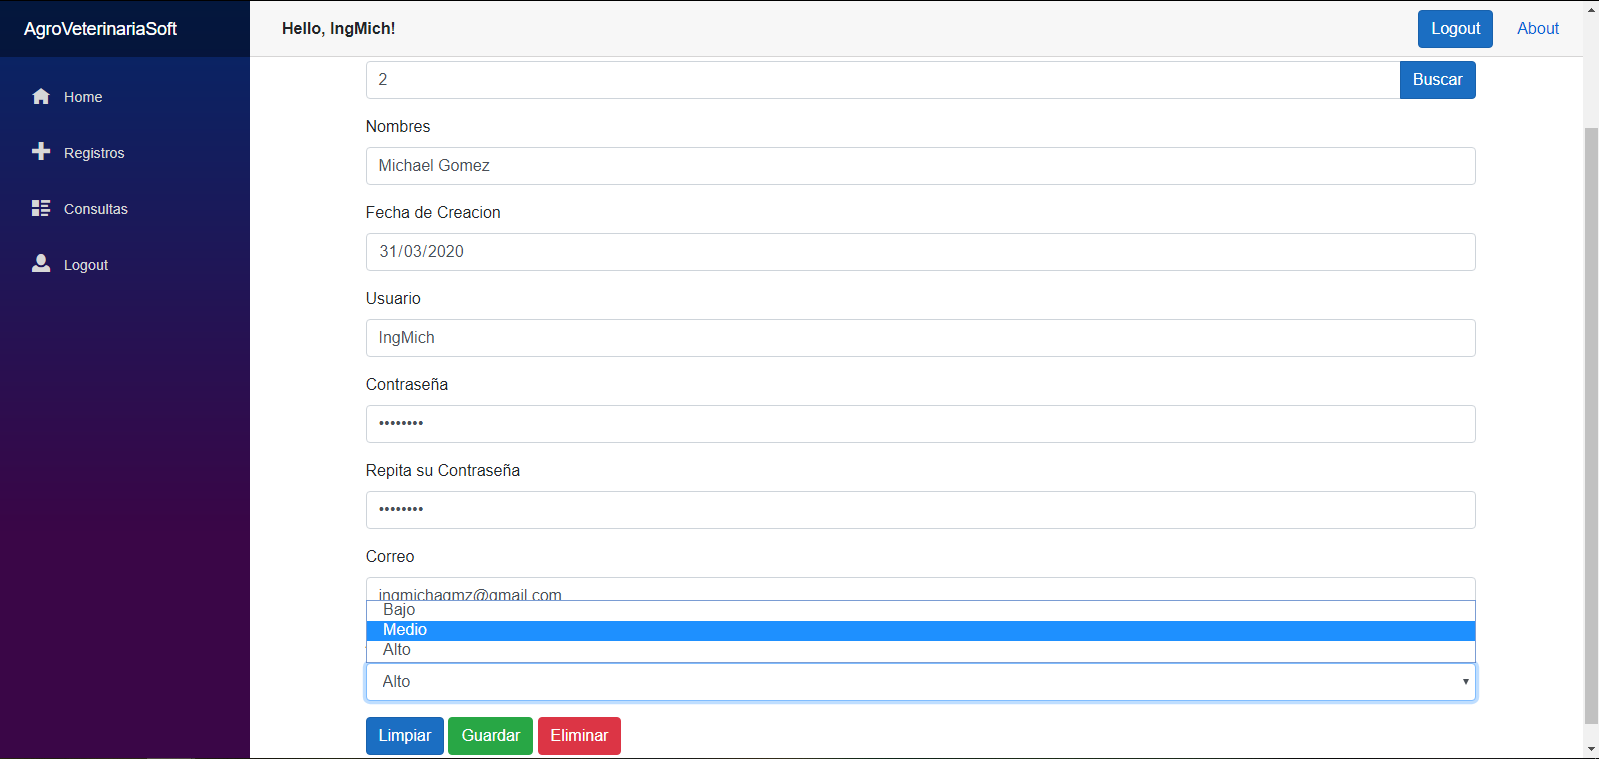 AgroVeterinariaSoft
Hello, IngMich!
Logout
About
Home
Registros
Consultas
Logout
2
Buscar
Nombres
Michael Gomez
Fecha de Creacion
31/03/2020
Usuario
IngMich
Contraseña
••••••••
Repita su Contraseña
••••••••
Correo
ingmichagmz@gmail.com
Bajo
Medio
Alto
Alto
Limpiar
Guardar
Eliminar